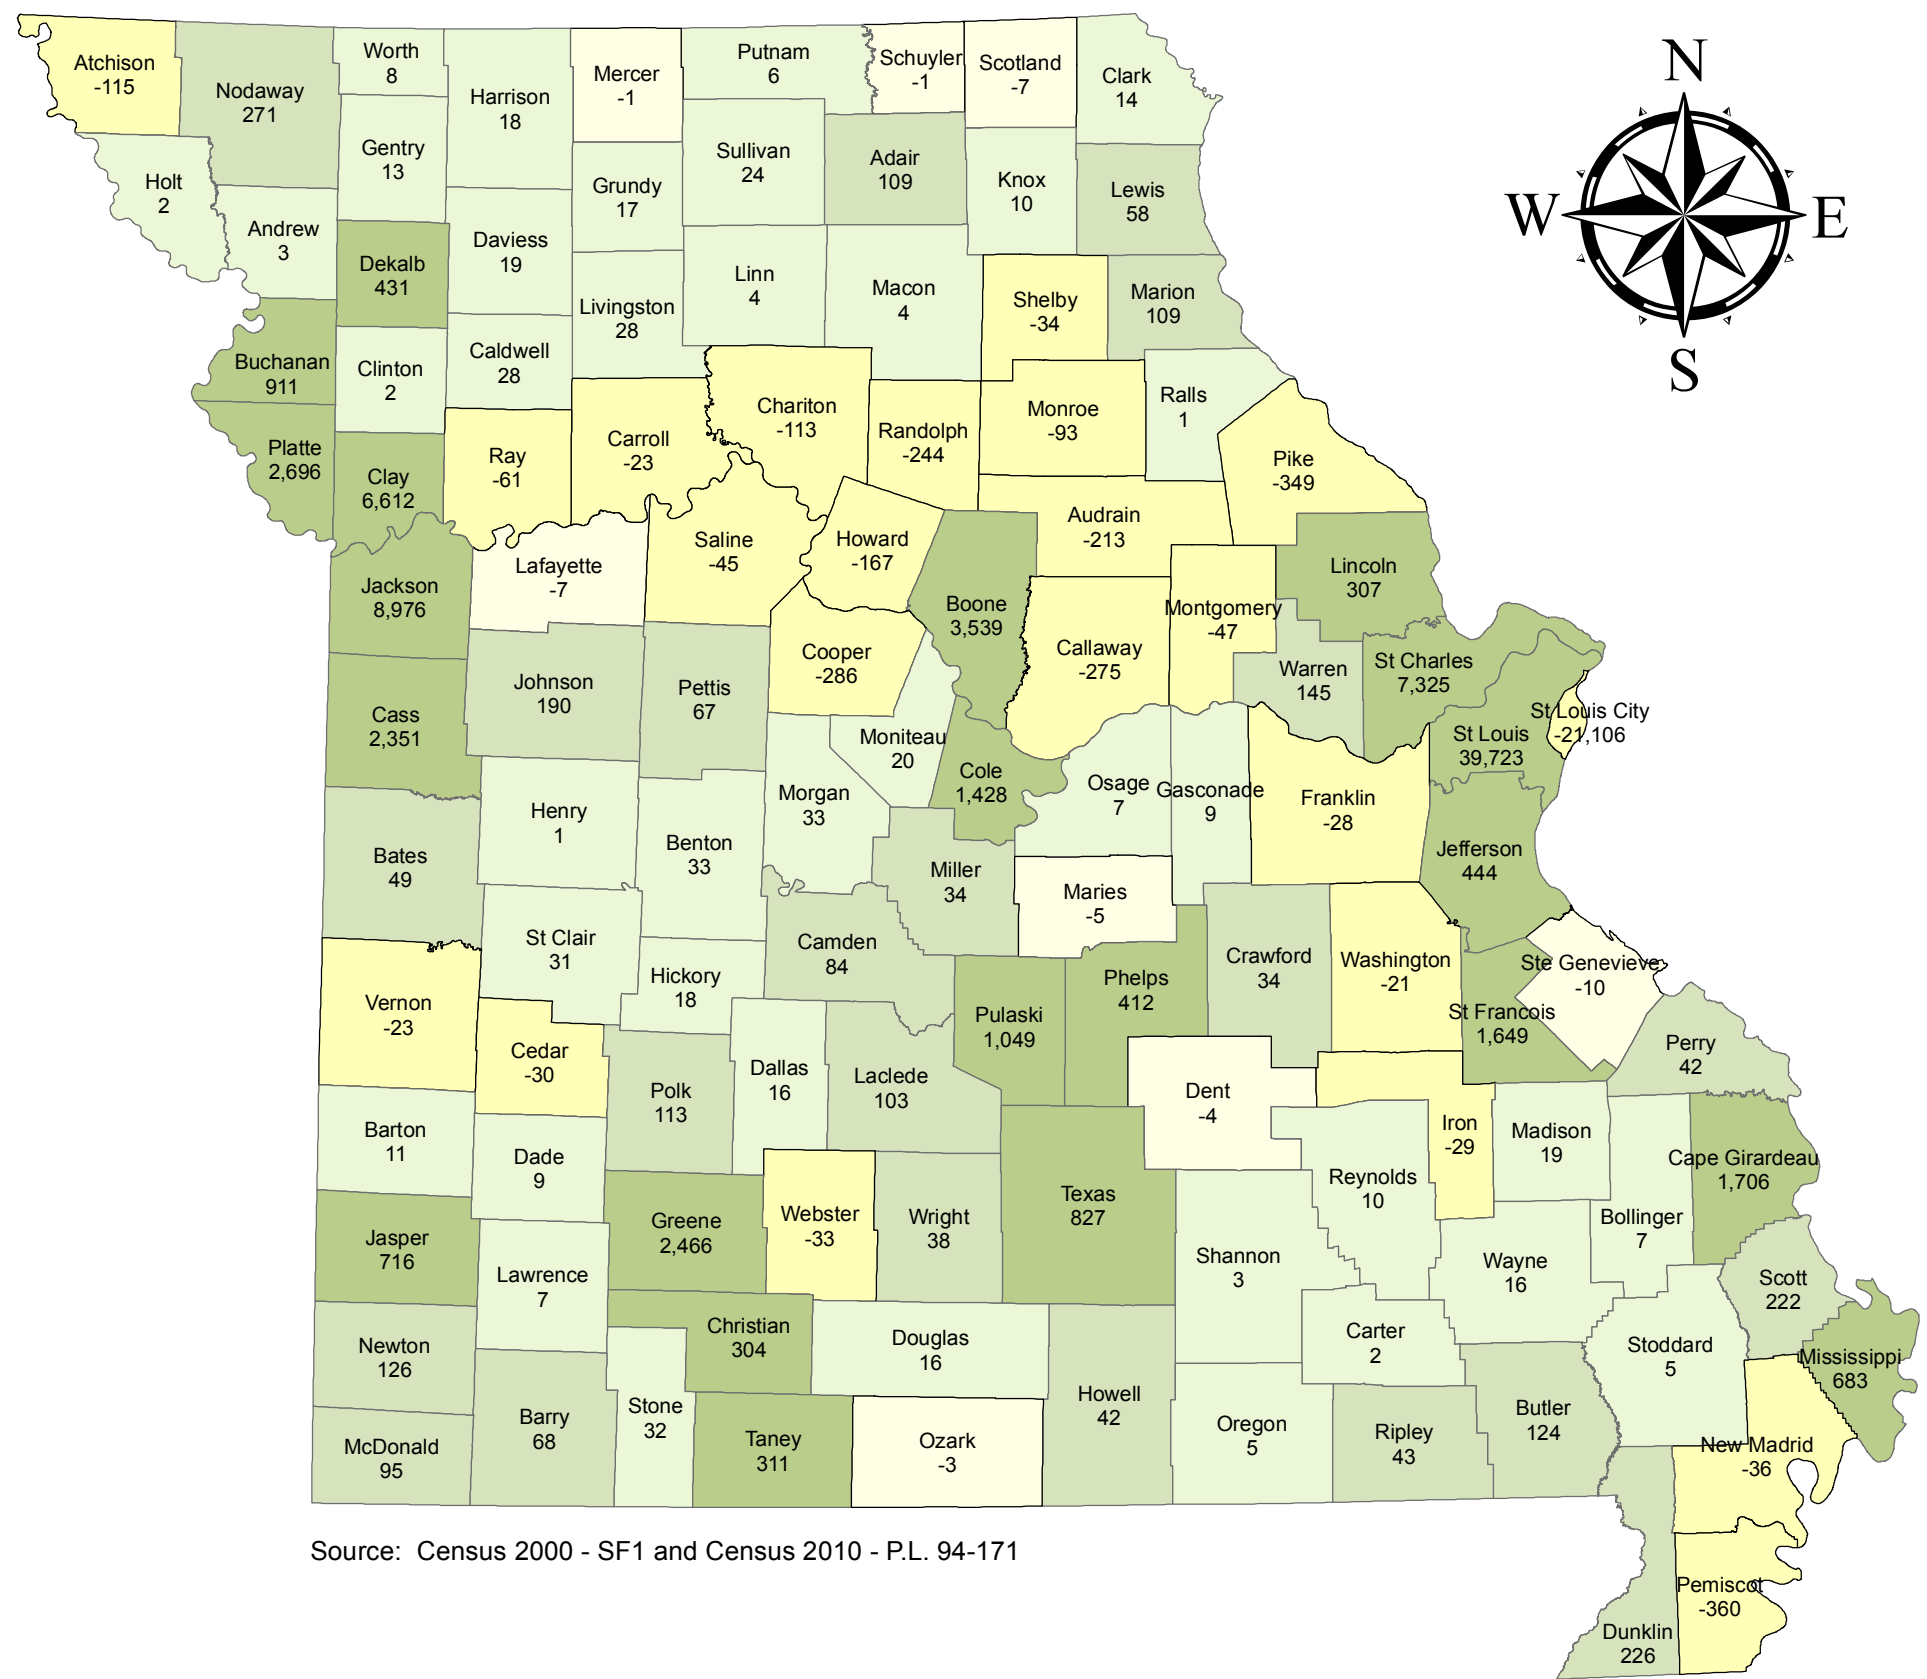 N
W
E
S
Atchison
-115
Nodaway
271
Worth
8
Harrison
18
Mercer
-1
Putnam
6
Schuyler
-1
Scotland
-7
Clark
14
Holt
2
Andrew
3
Gentry
13
Dekalb
431
Daviess
19
Grundy
17
Sullivan
24
Adair
109
Knox
10
Lewis
58
Livingston
28
Linn
4
Macon
4
Shelby
-34
Marion
109
Buchanan
911
Clinton
2
Caldwell
28
Platte
2,696
Clay
6,612
Ray
-61
Carroll
-23
Chariton
-113
Randolph
-244
Monroe
-93
Ralls
1
Pike
-349
Jackson
8,976
Lafayette
-7
Saline
-45
Howard
-167
Boone
3,539
Audrain
-213
Callaway
-275
Montgomery
-47
Lincoln
307
Warren
145
St Charles
7,325
St Louis City
-21,106
St Louis
39,723
Cass
2,351
Johnson
190
Pettis
67
Cooper
-286
Moniteau
20
Morgan
33
Cole
1,428
Osage
7
Gasconade
9
Franklin
-28
Jefferson
444
Bates
49
Henry
1
Benton
33
Miller
34
Maries
-5
Camden
84
St Clair
31
Hickory
18
Vernon
-23
Cedar
-30
Polk
113
Dallas
16
Laclede
103
Pulaski
1,049
Phelps
412
Crawford
34
Washington
-21
Ste Genevieve
-10
St Francois
1,649
Perry
42
Dent
-4
Iron
-29
Madison
19
Cape Girardeau
1,706
Bollinger
7
Reynolds
10
Barton
11
Dade
9
Jasper
716
Greene
2,466
Webster
-33
Wright
38
Texas
827
Shannon
3
Wayne
16
Scott
222
Lawrence
7
Newton
126
Christian
304
Douglas
16
Howell
42
Carter
2
Stoddard
5
Mississippi
683
McDonald
95
Barry
68
Stone
32
Taney
311
Ozark
-3
Oregon
5
Ripley
43
Butler
124
New Madrid
-36
Pemiscot
-360
Dunklin
226
Source:  Census 2000 - SF1 and Census 2010 - P.L. 94-171